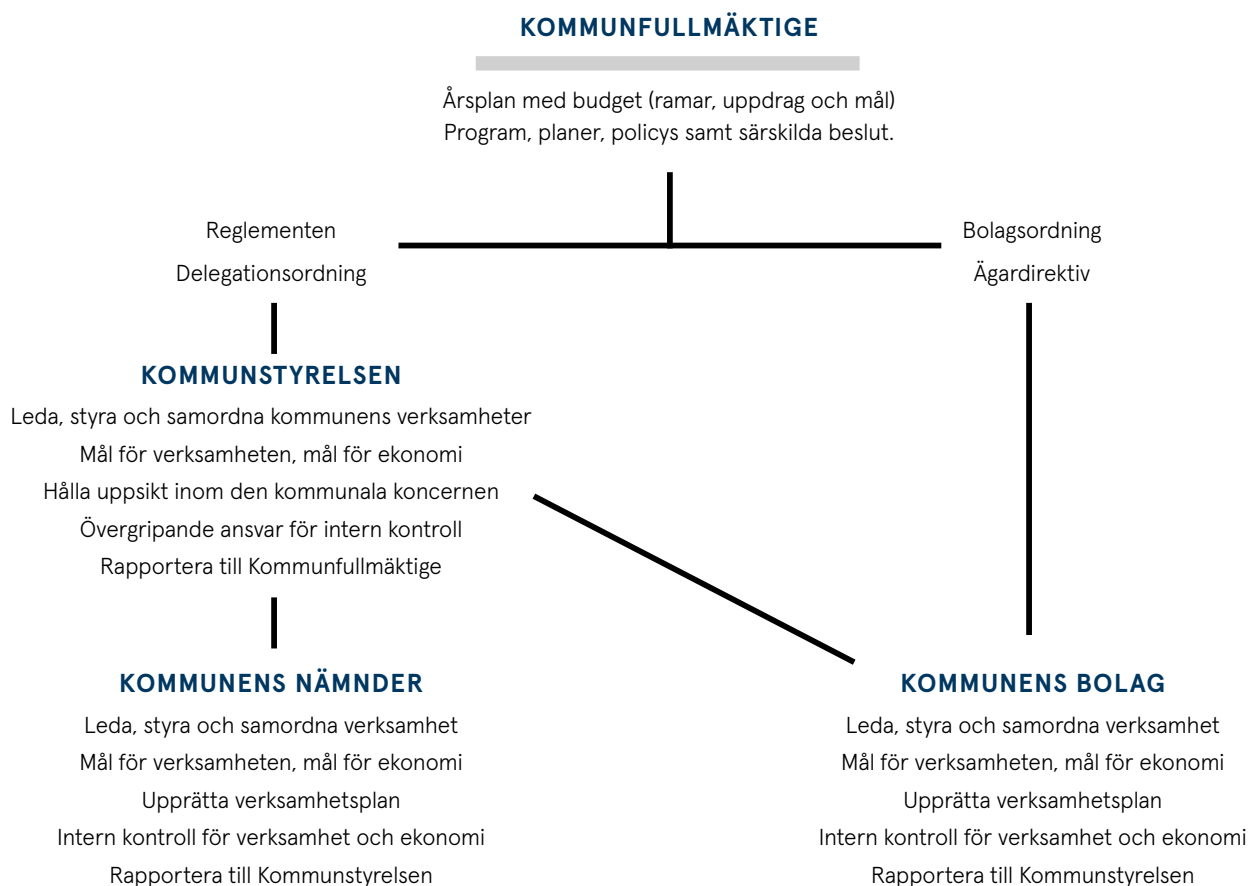 KOMMUNFULLMÄKTIGE
Årsplan med budget (ramar, uppdrag och mål)
Program, planer, policys samt särskilda beslut.
Reglementen
Delegationsordning
Bolagsordning
Ägardirektiv
KOMMUNSTYRELSEN
Leda, styra och samordna kommunens verksamheter
Mål för verksamheten, mål för ekonomi
Hålla uppsikt inom den kommunala koncernen
Övergripande ansvar för intern kontroll
Rapportera till Kommunfullmäktige
KOMMUNENS NÄMNDER
Leda, styra och samordna verksamhet
Mål för verksamheten, mål för ekonomi
Upprätta verksamhetsplan
Intern kontroll för verksamhet och ekonomi
Rapportera till Kommunstyrelsen
KOMMUNENS BOLAG
Leda, styra och samordna verksamhet
Mål för verksamheten, mål för ekonomi
Upprätta verksamhetsplan
Intern kontroll för verksamhet och ekonomi
Rapportera till Kommunstyrelsen